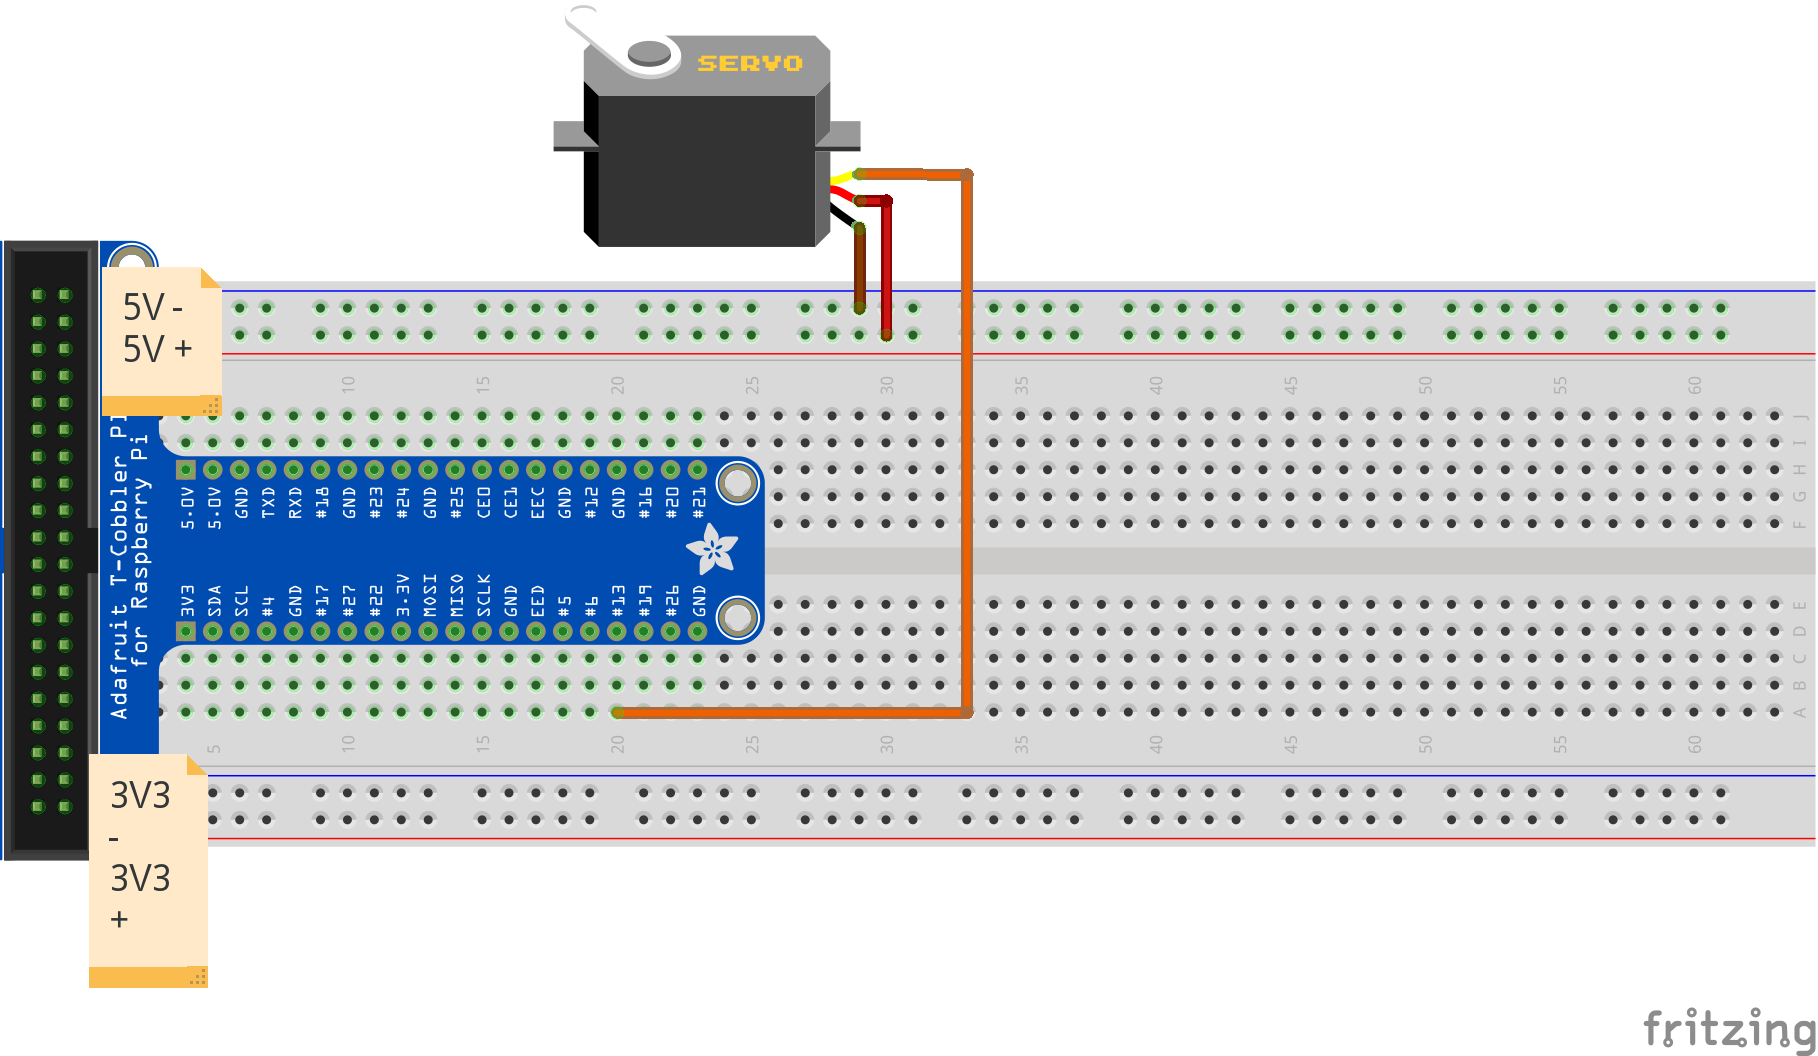 SERVO
5V -
5V +
10 15 20 25 30 35 40 45 50 55 60
J
I
H
G
F
Adafruit T-Cobbler Pl
for Raspberry Pi
5.0V 5.0V GND TXD RXD #18 GND #23 #24 GND #25 CE0 CE1 EEC GND #12 GND #16 #20 #21
3V3 SDA SCL #4 GND #17 #27 #22 3.3V MOSI MISO SCLK GND EED #5 #6 #13 #19 #26 GND
E
D
C
B
A
5 10 15 20 25 30 35 40 45 50 55 60
3V3
-
3V3
+
fritzing